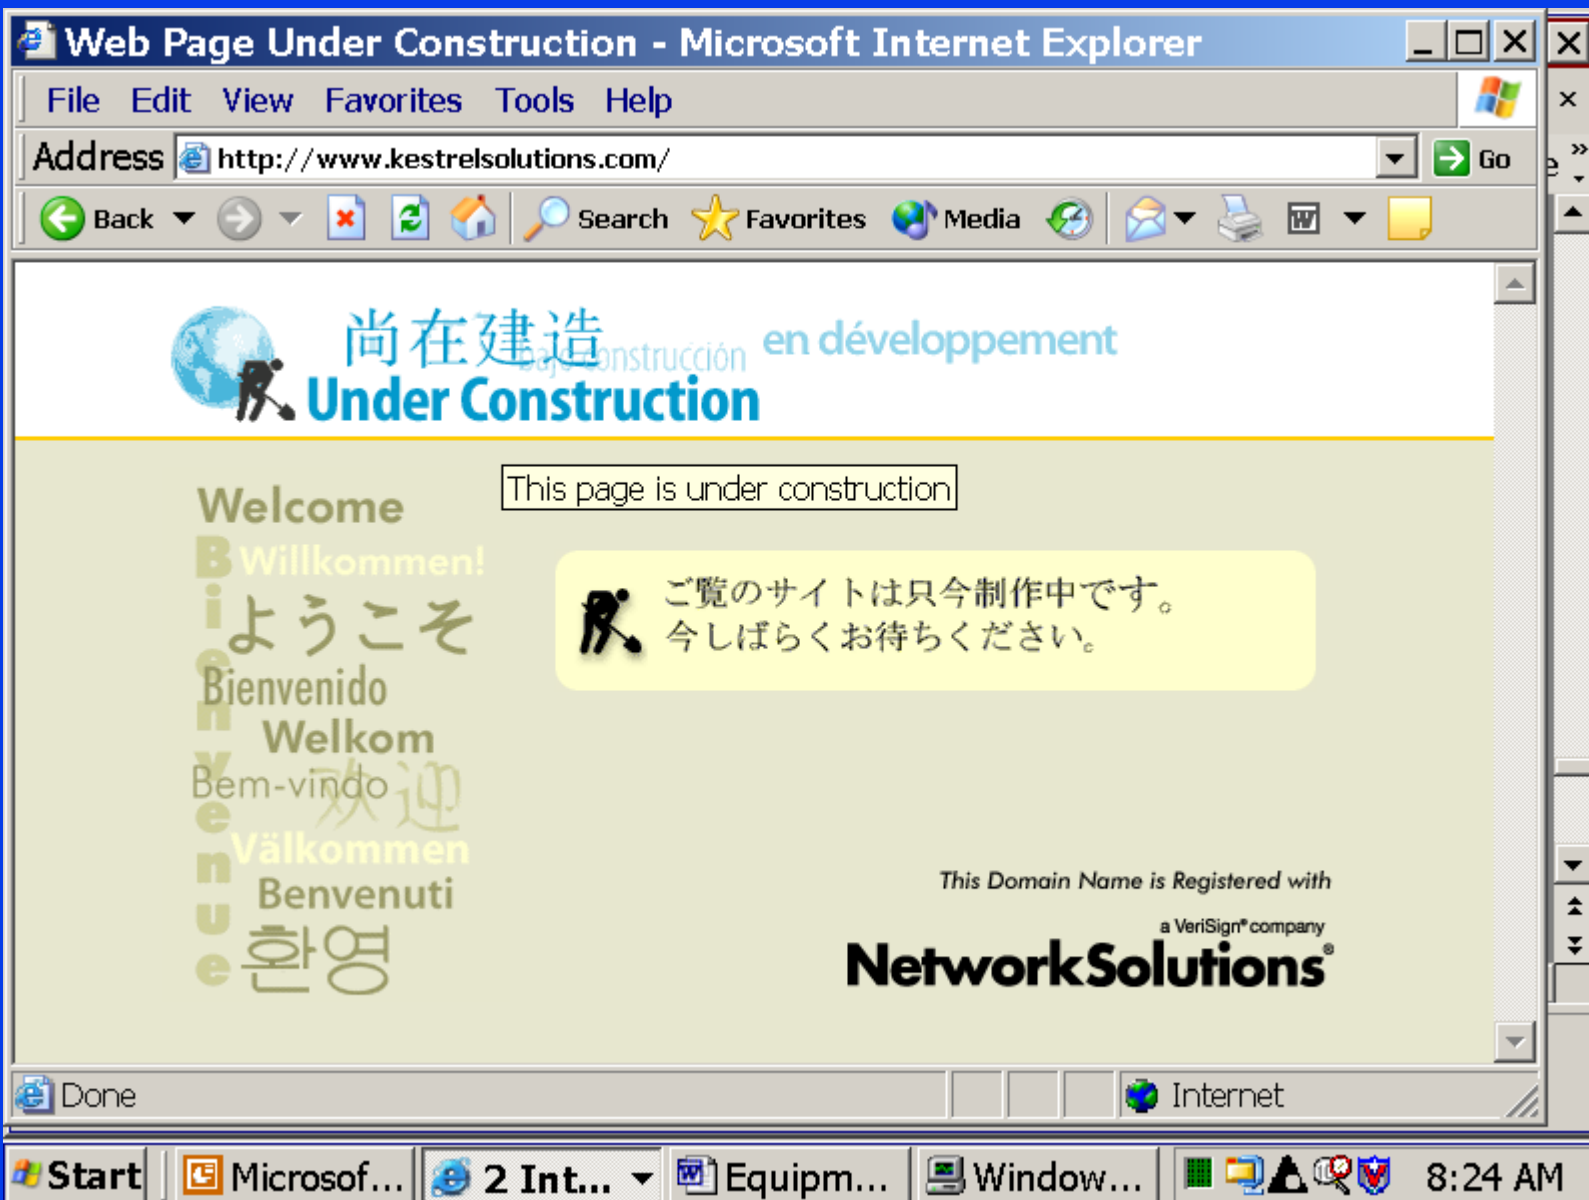 Web Page Under Construction - Microsoft Internet Explorer
File Edit View Favorites Tools Help
Address http://www.kestrelsolutions.com/ Go
Back Search Favorites Media
尚在建造
bajo construcción
en développement
Under Construction
This page is under construction
Welcome
Willkommen!
Bienvenue
ようこそ
Bienvenido
Welkom
Bem-vindo
欢迎
Välkommen
Benvenuti
환영
ご覧のサイトは只今制作中です。
今しばらくお待ちください。
This Domain Name is Registered with
a VeriSign® company
NetworkSolutions®
Done Internet
Start Microsof... 2 Int... Equipm... Window... 8:24 AM